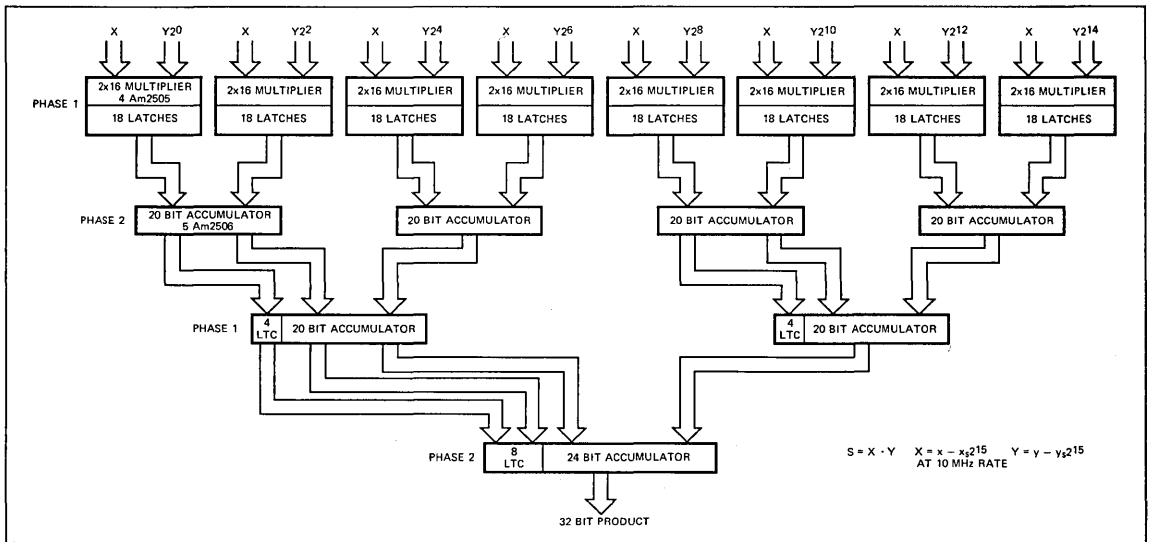 X Y2⁰ X Y2² X Y2⁴ X Y2⁶ X Y2⁸ X Y2¹⁰ X Y2¹² X Y2¹⁴
PHASE 1
2x16 MULTIPLIER
4 Am2505
18 LATCHES
2x16 MULTIPLIER
18 LATCHES
2x16 MULTIPLIER
18 LATCHES
2x16 MULTIPLIER
18 LATCHES
2x16 MULTIPLIER
18 LATCHES
2x16 MULTIPLIER
18 LATCHES
2x16 MULTIPLIER
18 LATCHES
2x16 MULTIPLIER
18 LATCHES
PHASE 2
20 BIT ACCUMULATOR
5 Am2506
20 BIT ACCUMULATOR
20 BIT ACCUMULATOR
20 BIT ACCUMULATOR
PHASE 1
4
LTC
20 BIT ACCUMULATOR
4
LTC
20 BIT ACCUMULATOR
PHASE 2
8
LTC
24 BIT ACCUMULATOR
S = X · Y X = x − xₛ2¹⁵ Y = y − yₛ2¹⁵
AT 10 MHz RATE
32 BIT PRODUCT